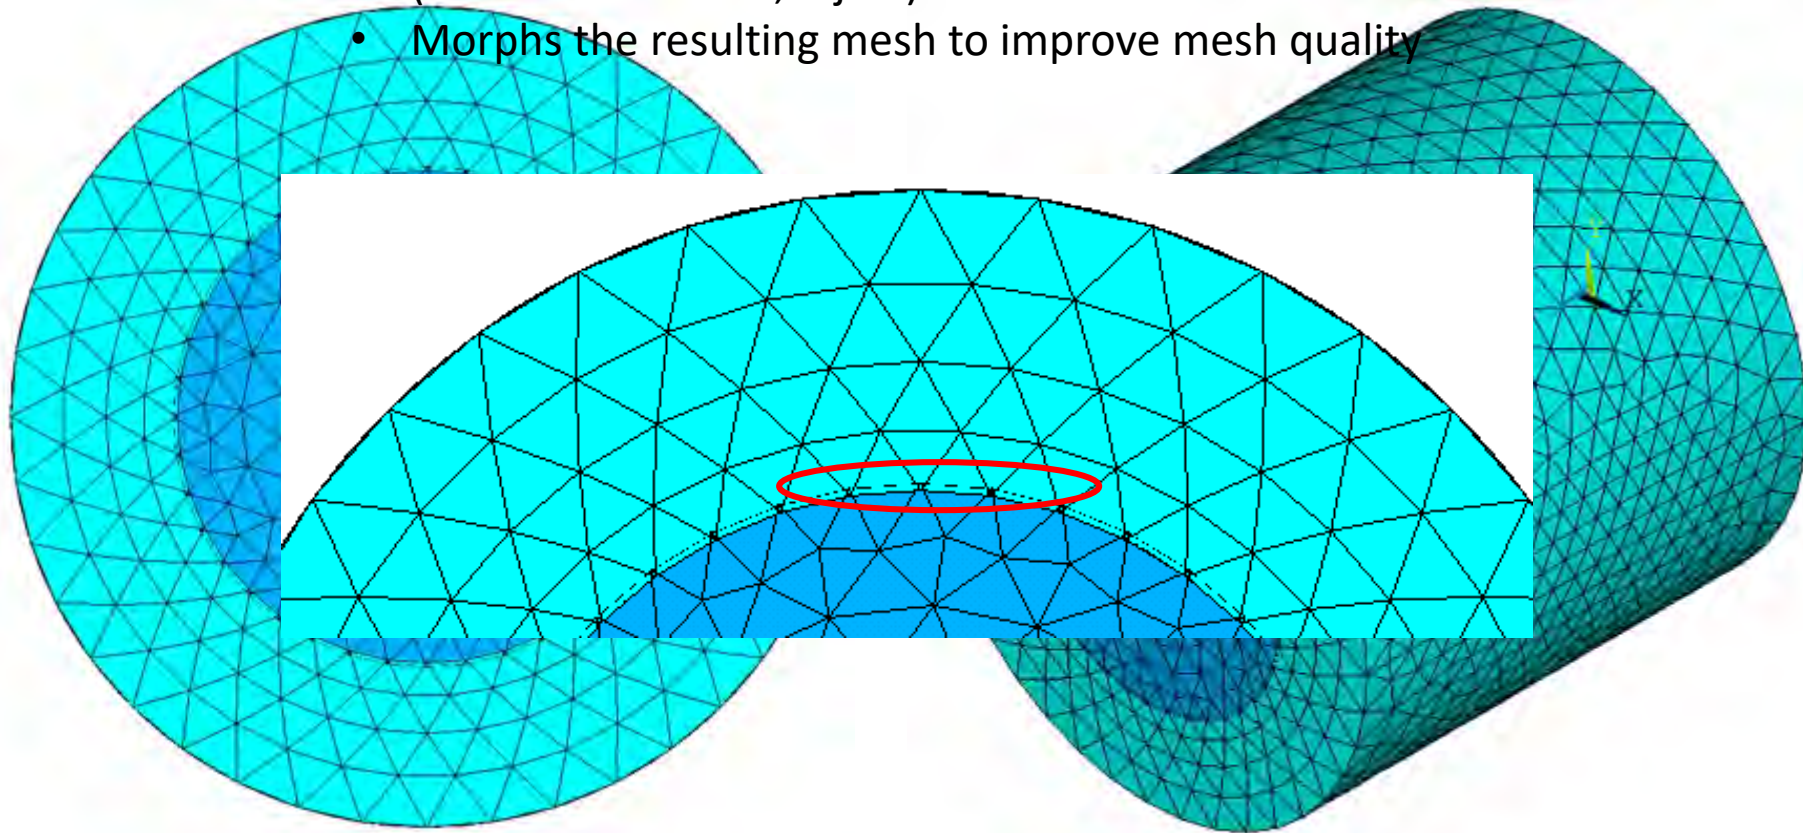 • Morphs the resulting mesh to improve mesh quality
X